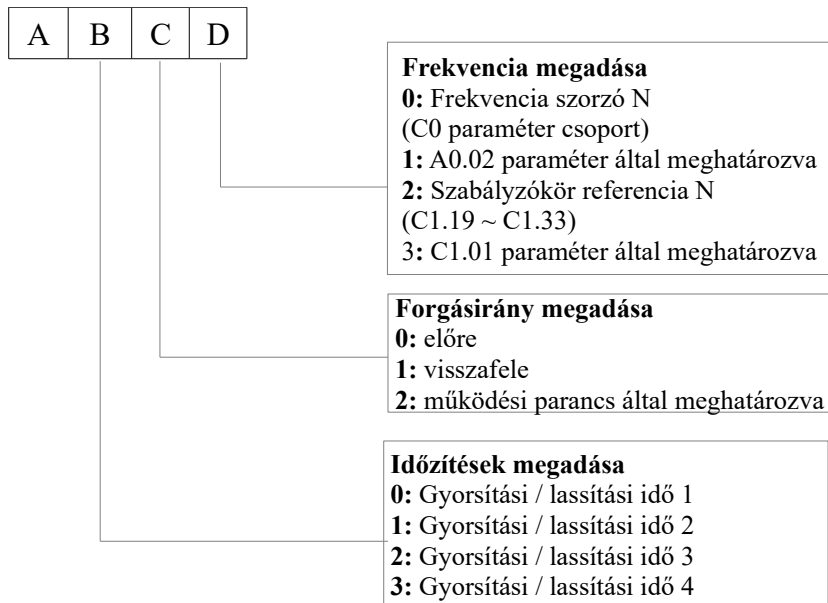 A B C D
Frekvencia megadása
0: Frekvencia szorzó N
(C0 paraméter csoport)
1: A0.02 paraméter által meghatározva
2: Szabályzókör referencia N
(C1.19 ~ C1.33)
3: C1.01 paraméter által meghatározva
Forgásirány megadása
0: előre
1: visszafele
2: működési parancs által meghatározva
Időzítések megadása
0: Gyorsítási / lassítási idő 1
1: Gyorsítási / lassítási idő 2
2: Gyorsítási / lassítási idő 3
3: Gyorsítási / lassítási idő 4